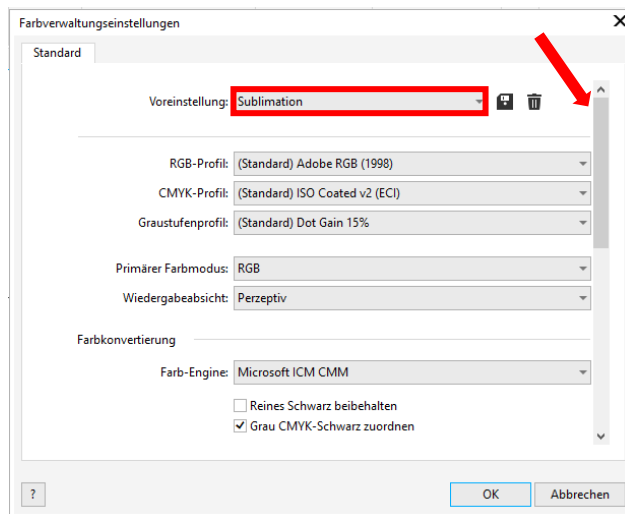 Farbverwaltungseinstellungen
Standard
Voreinstellung: Sublimation
RGB-Profil: (Standard) Adobe RGB (1998)
CMYK-Profil: (Standard) ISO Coated v2 (ECI)
Graustufenprofil: (Standard) Dot Gain 15%
Primärer Farbmodus: RGB
Wiedergabeabsicht: Perzeptiv
Farbkonvertierung
Farb-Engine: Microsoft ICM CMM
Reines Schwarz beibehalten
Grau CMYK-Schwarz zuordnen
? OK Abbrechen